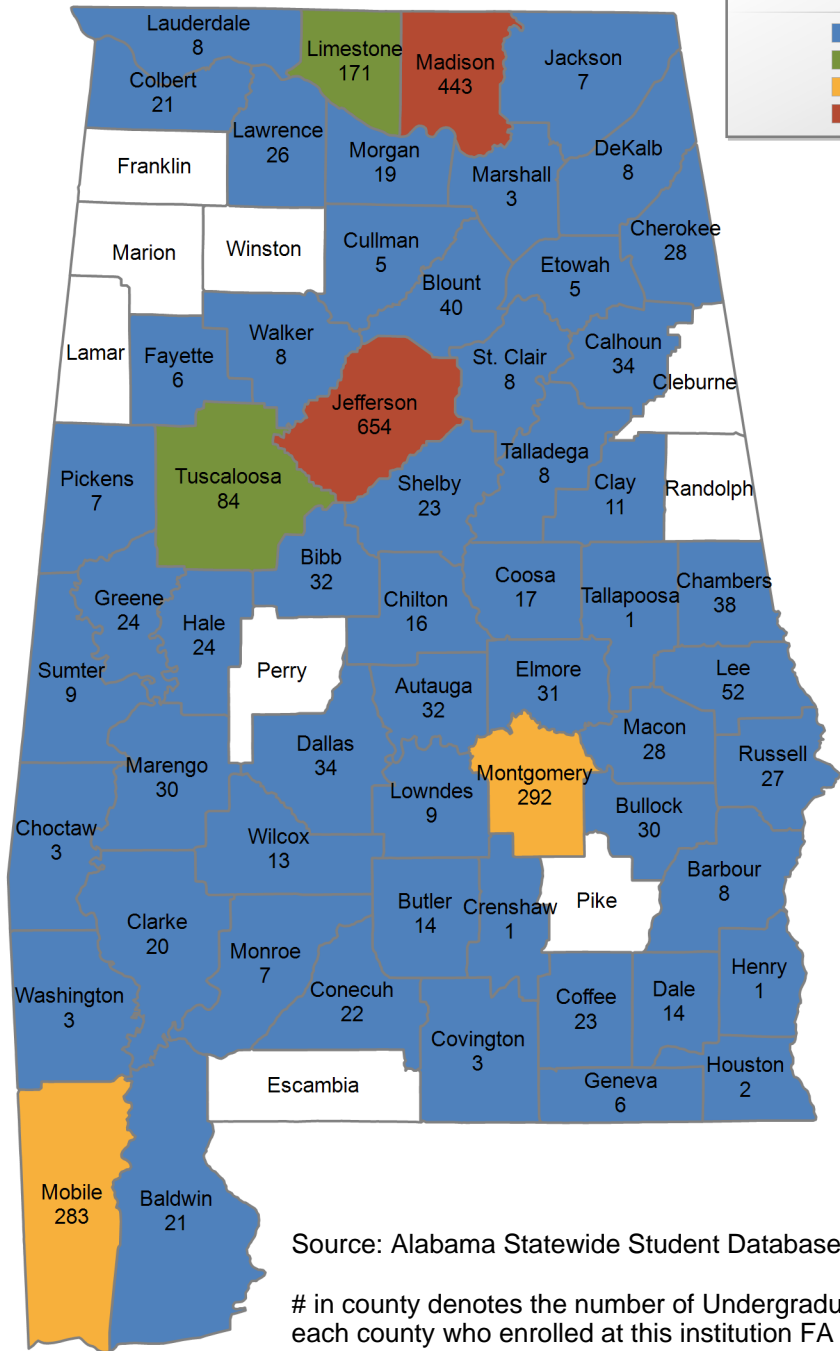 Lauderdale
8
Limestone
171
Madison
443
Jackson
7
Colbert
21
Lawrence
26
Morgan
19
DeKalb
8
Franklin
Marshall
3
Marion
Winston
Cullman
5
Cherokee
28
Blount
40
Etowah
5
Lamar
Fayette
6
Walker
8
St. Clair
8
Calhoun
34
Cleburne
Jefferson
654
Pickens
7
Tuscaloosa
84
Shelby
23
Talladega
8
Clay
11
Randolph
Bibb
32
Greene
24
Hale
24
Chilton
16
Coosa
17
Tallapoosa
1
Chambers
38
Sumter
9
Perry
Autauga
32
Elmore
31
Lee
52
Marengo
30
Dallas
34
Macon
28
Russell
27
Lowndes
9
Montgomery
292
Bullock
30
Choctaw
3
Wilcox
13
Barbour
8
Clarke
20
Butler
14
Crenshaw
1
Pike
Monroe
7
Washington
3
Conecuh
22
Coffee
23
Dale
14
Henry
1
Covington
3
Escambia
Geneva
6
Houston
2
Mobile
283
Baldwin
21
Source: Alabama Statewide Student Database
# in county denotes the number of Undergradu
each county who enrolled at this institution FA